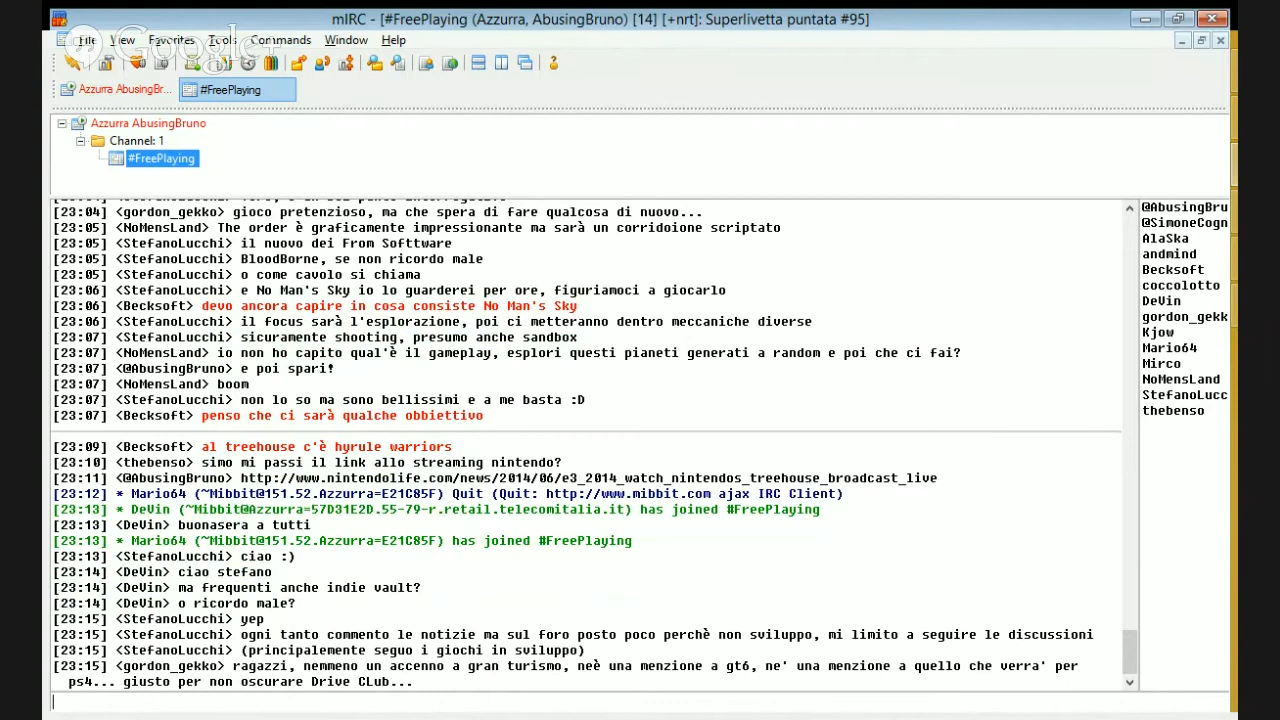 mIRC - [#FreePlaying (Azzurra, AbusingBruno) [14] [+nrt]: Superlivetta puntata #95]
File View Favorites Tools Commands Window Help
Google+
Azzurra AbusingBr... #FreePlaying
Azzurra AbusingBruno
Channel: 1
#FreePlaying
[23:04] <gordon_gekko> gioco pretenzioso, ma che spera di fare qualcosa di nuovo...
[23:05] <NoMensLand> The order è graficamente impressionante ma sarà un corridoione scriptato
[23:05] <StefanoLucchi> il nuovo dei From Softtware
[23:05] <StefanoLucchi> BloodBorne, se non ricordo male
[23:05] <StefanoLucchi> o come cavolo si chiama
[23:06] <StefanoLucchi> e No Man's Sky io lo guarderei per ore, figuriamoci a giocarlo
[23:06] <Becksoft> devo ancora capire in cosa consiste No Man's Sky
[23:06] <StefanoLucchi> il focus sarà l'esplorazione, poi ci metteranno dentro meccaniche diverse
[23:07] <StefanoLucchi> sicuramente shooting, presumo anche sandbox
[23:07] <NoMensLand> io non ho capito qual'è il gameplay, esplori questi pianeti generati a random e poi che ci fai?
[23:07] <@AbusingBruno> e poi spari!
[23:07] <NoMensLand> boom
[23:07] <StefanoLucchi> non lo so ma sono bellissimi e a me basta :D
[23:07] <Becksoft> penso che ci sarà qualche obbiettivo
[23:09] <Becksoft> al treehouse c'è hyrule warriors
[23:10] <thebenso> simo mi passi il link allo streaming nintendo?
[23:11] <@AbusingBruno> http://www.nintendolife.com/news/2014/06/e3_2014_watch_nintendos_treehouse_broadcast_live
[23:12] * Mario64 (~Mibbit@151.52.Azzurra=E21C85F) Quit (Quit: http://www.mibbit.com ajax IRC Client)
[23:13] * DeVin (~Mibbit@Azzurra=57D31E2D.55-79-r.retail.telecomitalia.it) has joined #FreePlaying
[23:13] <DeVin> buonasera a tutti
[23:13] * Mario64 (~Mibbit@151.52.Azzurra=E21C85F) has joined #FreePlaying
[23:13] <StefanoLucchi> ciao :)
[23:14] <DeVin> ciao stefano
[23:14] <DeVin> ma frequenti anche indie vault?
[23:14] <DeVin> o ricordo male?
[23:15] <StefanoLucchi> yep
[23:15] <StefanoLucchi> ogni tanto commento le notizie ma sul foro posto poco perchè non sviluppo, mi limito a seguire le discussioni
[23:15] <StefanoLucchi> (principalmente seguo i giochi in sviluppo)
[23:15] <gordon_gekko> ragazzi, nemmeno un accenno a gran turismo, neè una menzione a gt6, ne' una menzione a quello che verra' per
ps4... giusto per non oscurare Drive CLub...
@AbusingBru
@SimoneCogn
AlaSka
andmind
Becksoft
coccolotto
DeVin
gordon_gekk
Kjow
Mario64
Mirco
NoMensLand
StefanoLucc
thebenso